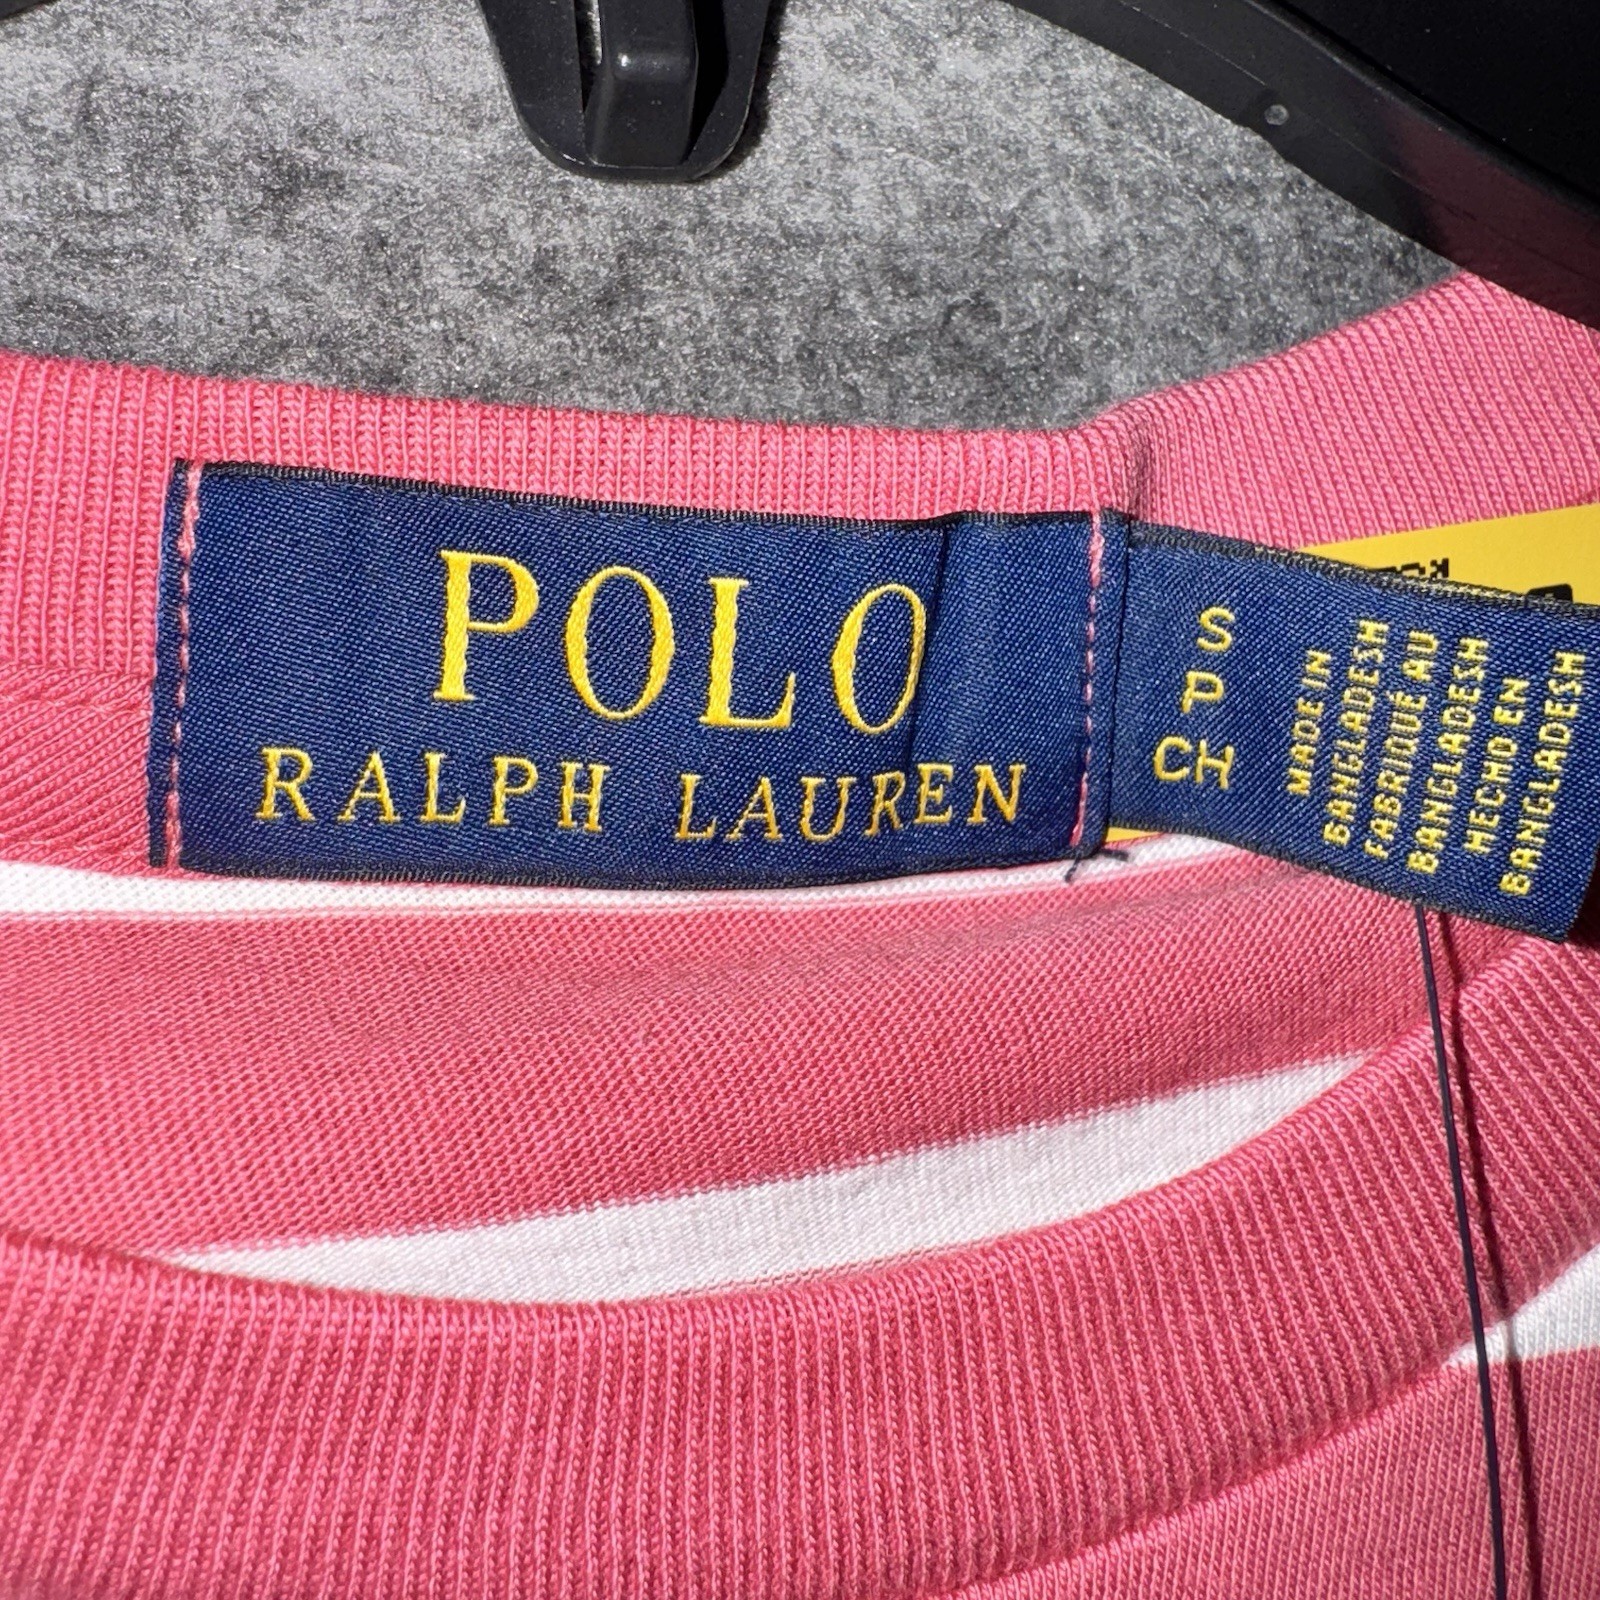 POLO
RALPH LAUREN
S
P
CH
MADE IN
BANGLADESH
FABRIQUÉ AU
BANGLADESH
HECHO EN
BANGLADESH